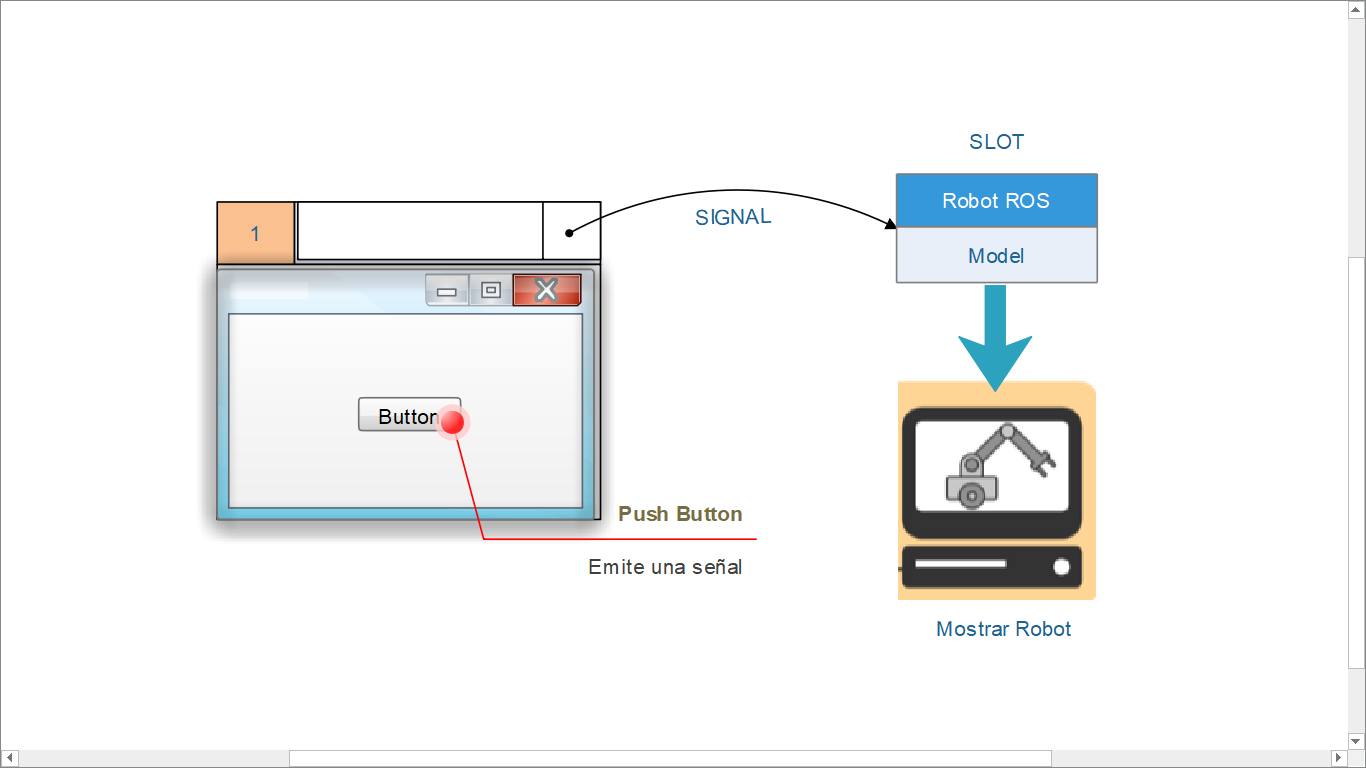 SLOT
Robot ROS
1
SIGNAL
Model
Button
Push Button
Emite una señal
Mostrar Robot